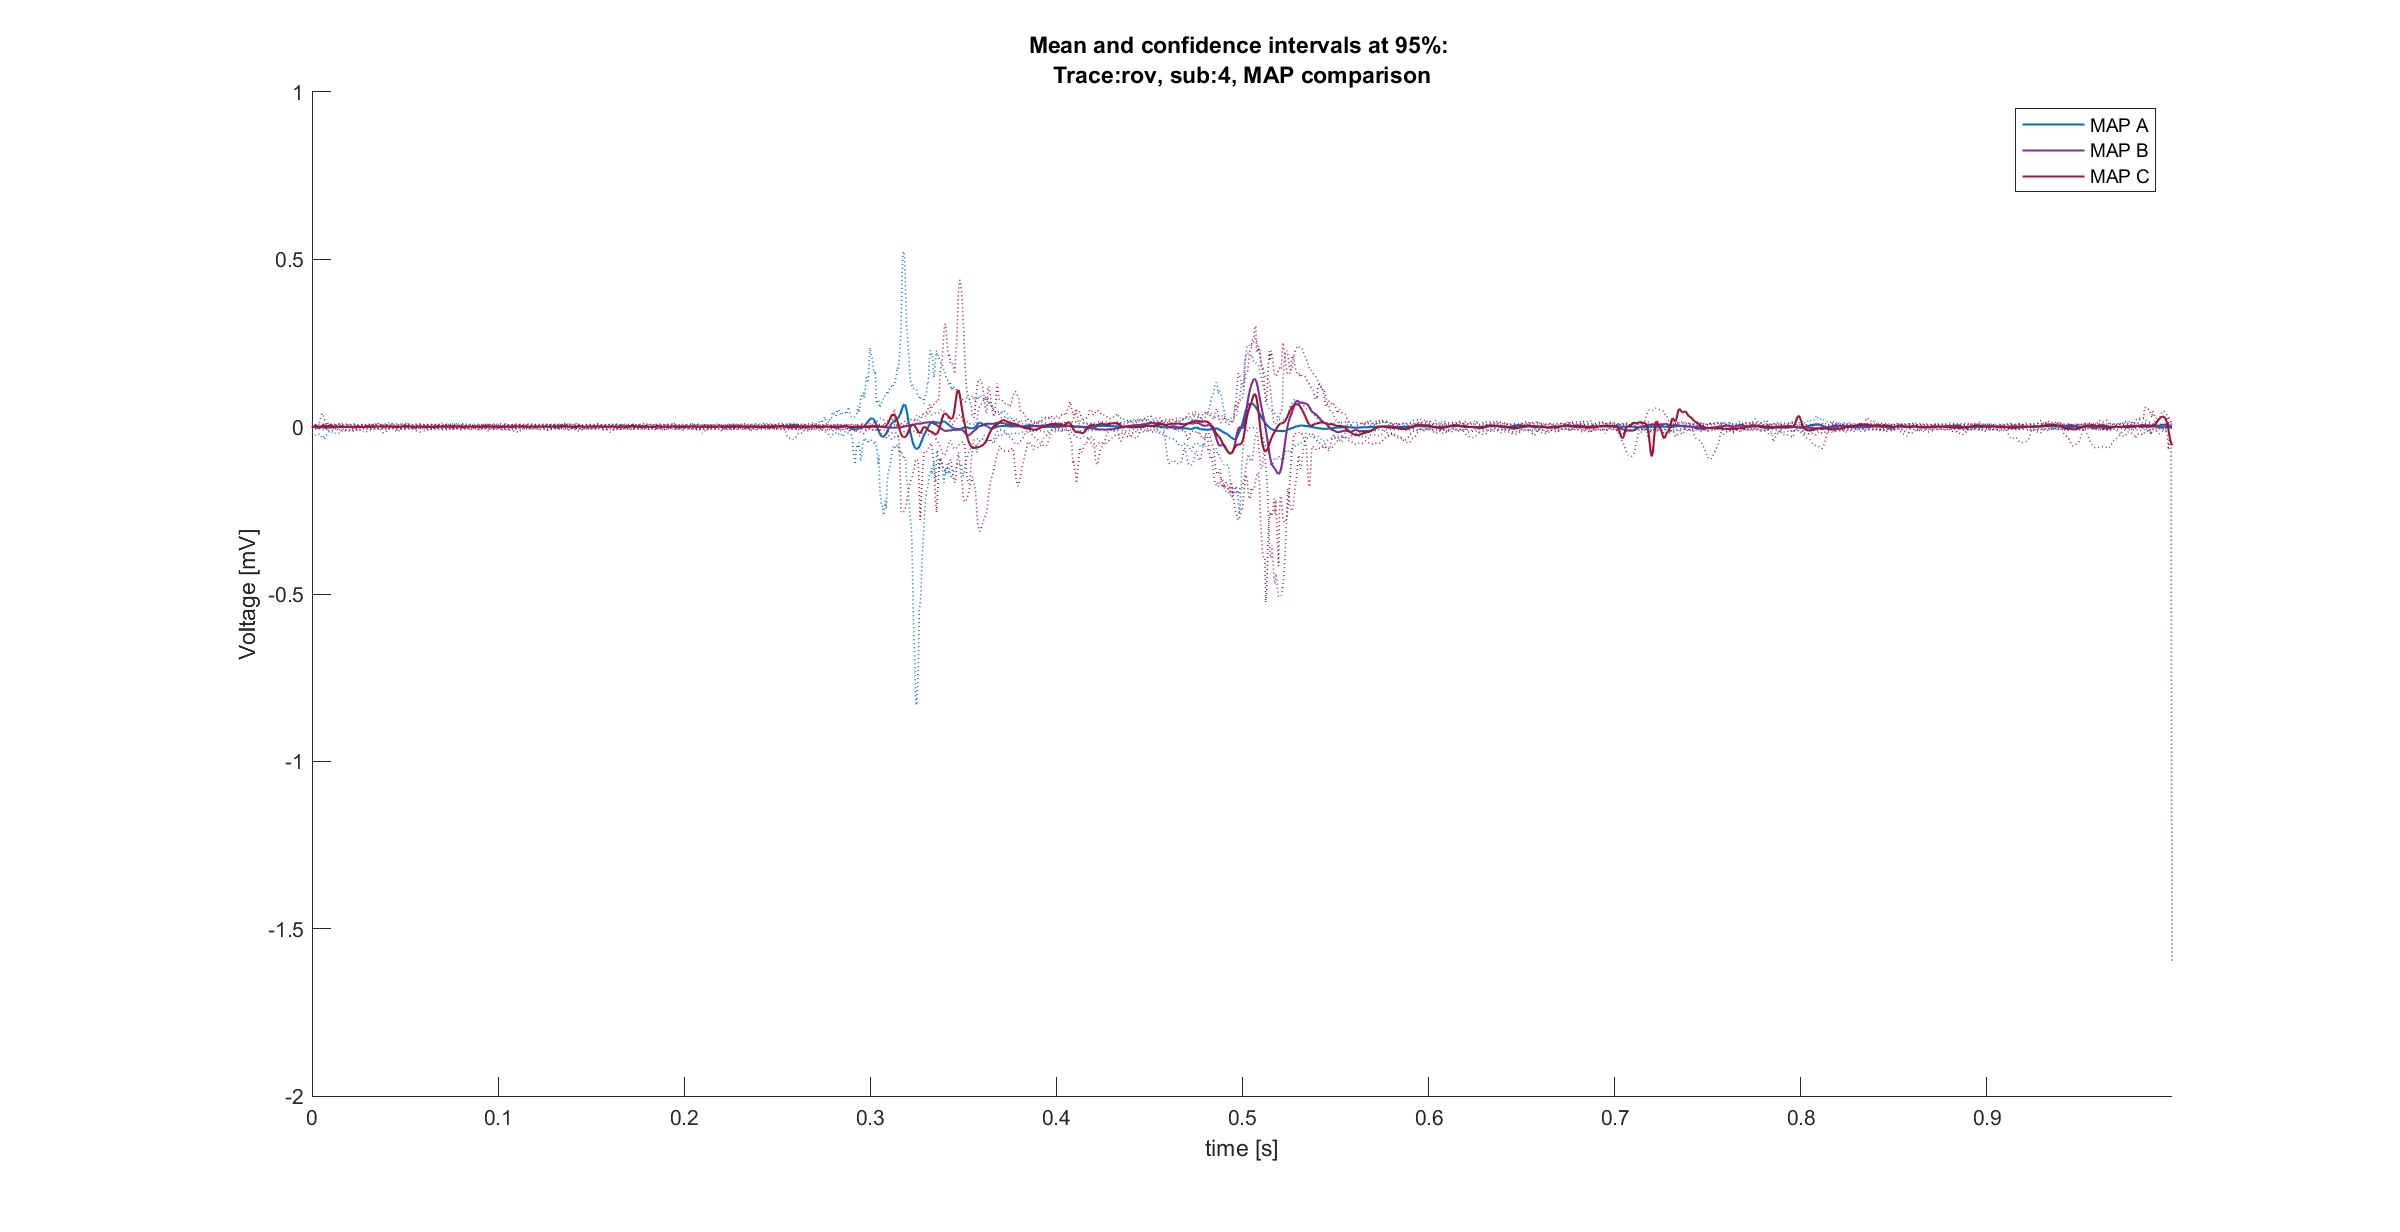 Mean and confidence intervals at 95%:
Trace:rov, sub:4, MAP comparison
MAP A
MAP B
MAP C
1
0.5
0
-0.5
-1
-1.5
-2
Voltage [mV]
0 0.1 0.2 0.3 0.4 0.5 0.6 0.7 0.8 0.9
time [s]